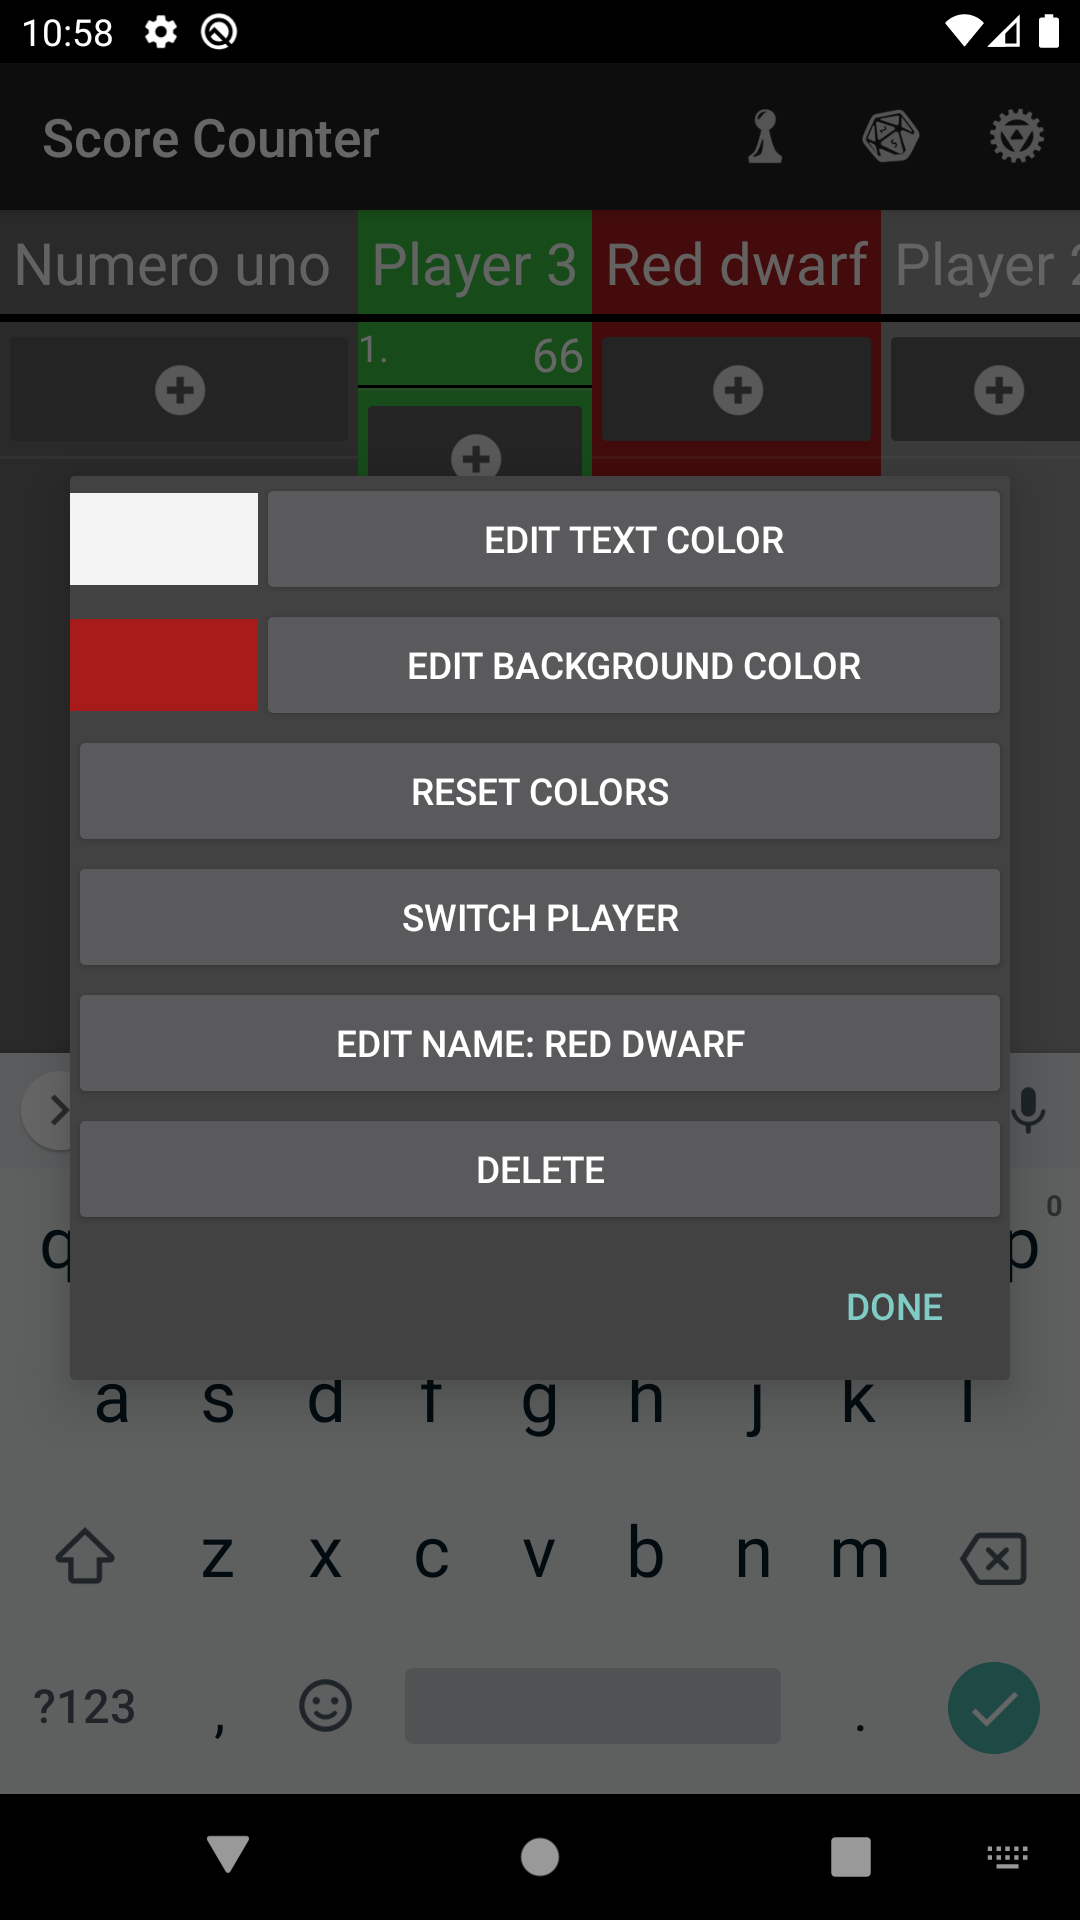 10:58
Score Counter
Numero uno Player 3 Red dwarf Player 2
1. 66
EDIT TEXT COLOR
EDIT BACKGROUND COLOR
RESET COLORS
SWITCH PLAYER
EDIT NAME: RED DWARF
DELETE
DONE
q p 0
a s d f g h j k l
z x c v b n m
?123 , .